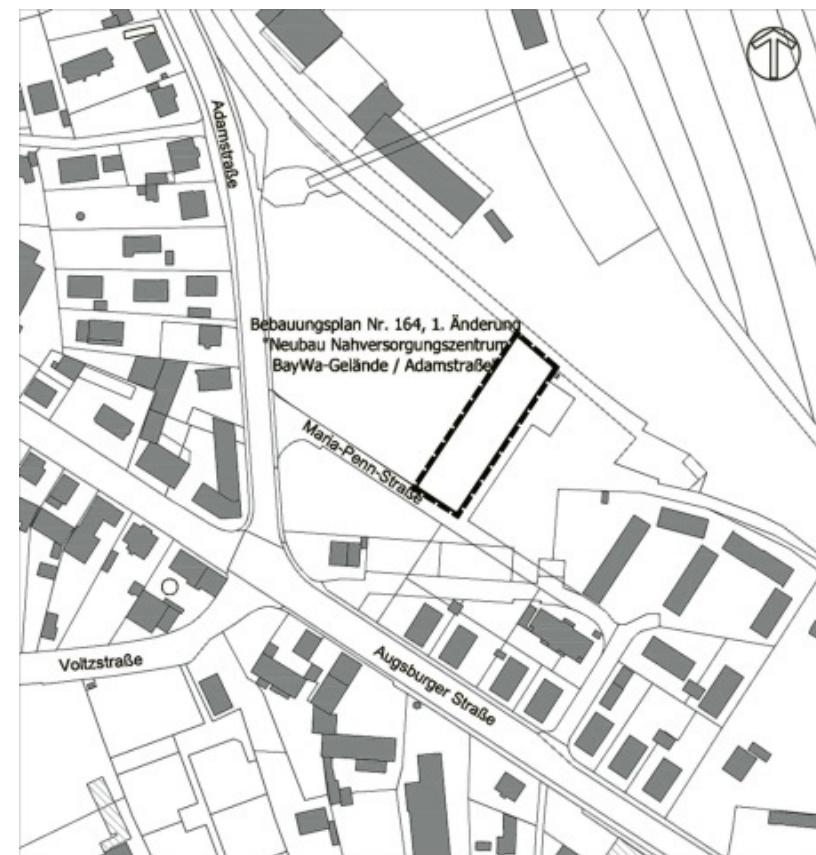 Adamstraße
Bebauungsplan Nr. 164, 1. Änderung
"Neubau Nahversorgungszentrum
BayWa-Gelände / Adamstraße"
Maria-Penn-Straße
Voltzstraße
Augsburger Straße